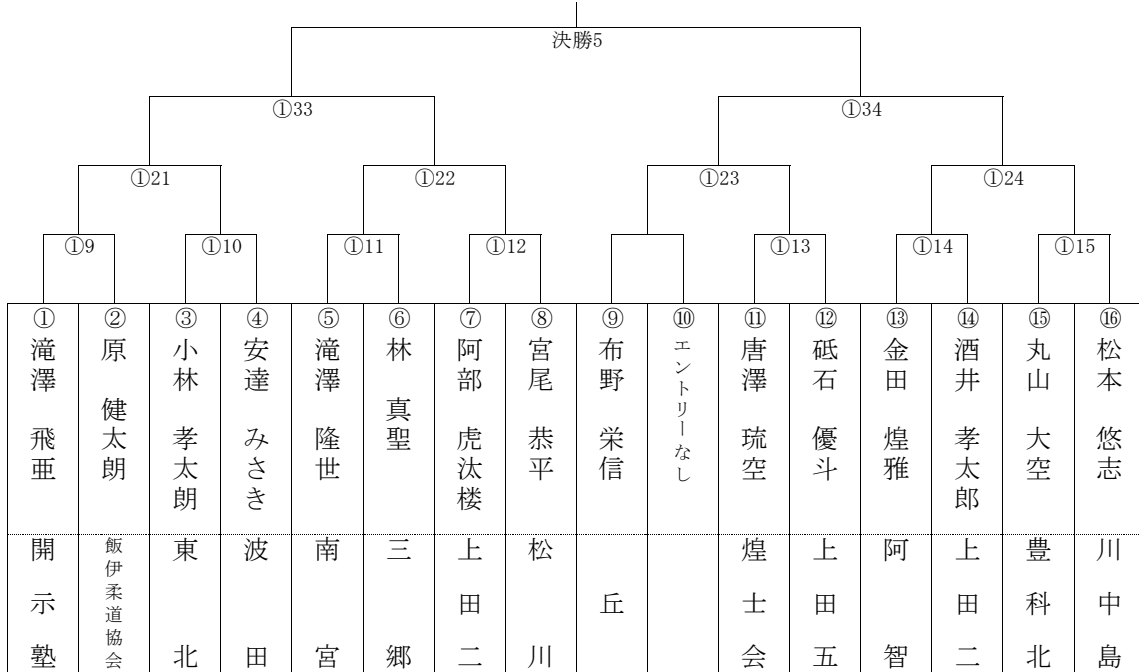 決勝5
①33
①34
①21
①22
①23
①24
①9
①10
①11
①12
①13
①14
①15
①
滝澤 飛亜
開示塾
②
原 健太朗
飯伊柔道協会
③
小林 孝太朗
東北
④
安達 みさき
波田
⑤
滝澤 隆世
南宮
⑥
林 真聖
三郷
⑦
阿部 虎汰楼
上田二
⑧
宮尾 恭平
松川
⑨
布野 栄信
丘
⑩
エントリーなし
⑪
唐澤 琉空
煌士会
⑫
砥石 優斗
上田五
⑬
金田 煌雅
阿智
⑭
酒井 孝太郎
上田二
⑮
丸山 大空
豊科北
⑯
松本 悠志
川中島